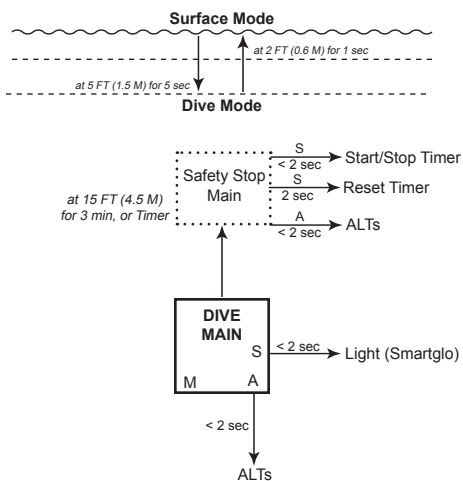 Surface Mode
at 2 FT (0.6 M) for 1 sec
at 5 FT (1.5 M) for 5 sec
Dive Mode
S
< 2 sec
Start/Stop Timer
Safety Stop
Main
S
2 sec
Reset Timer
at 15 FT (4.5 M)
for 3 min, or Timer
A
< 2 sec
ALTs
DIVE
MAIN
S
< 2 sec
Light (Smartglo)
M
A
< 2 sec
ALTs